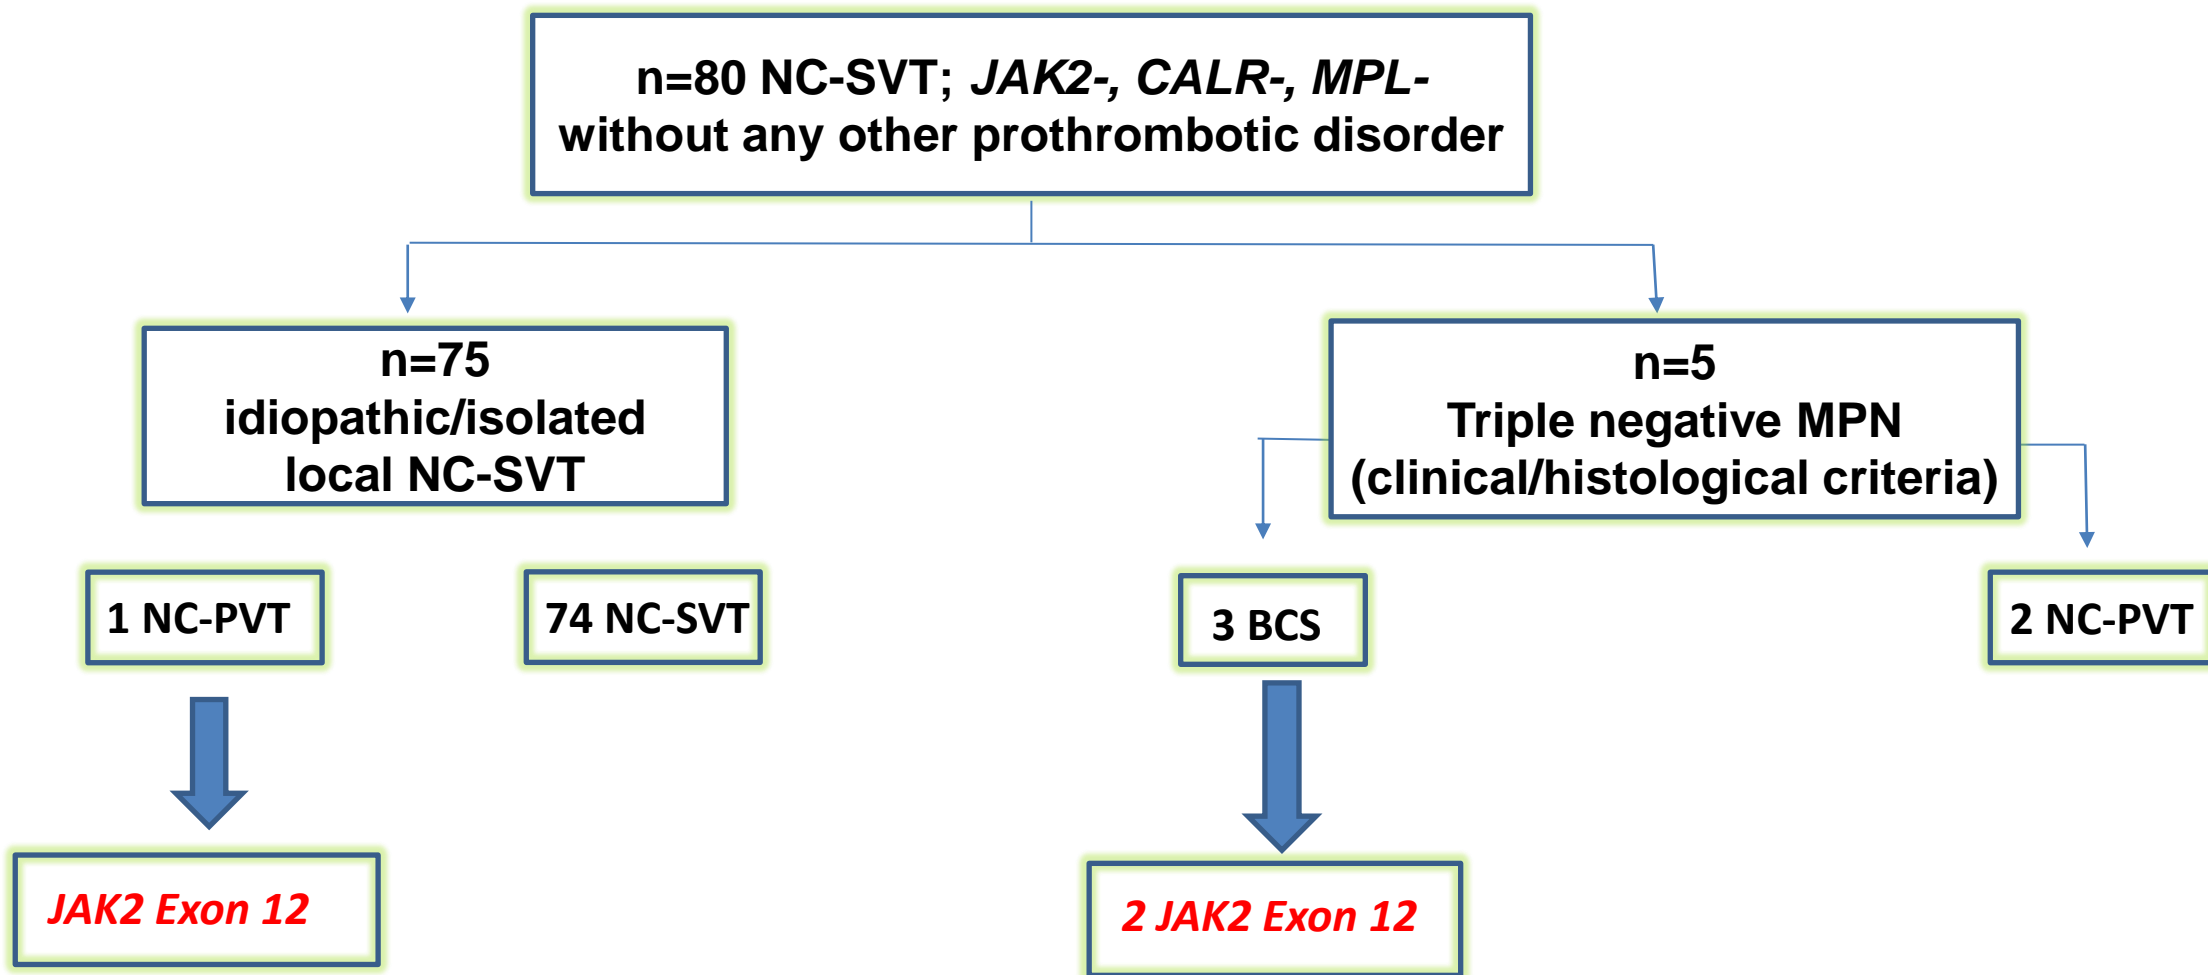 n=80 NC-SVT; JAK2-, CALR-, MPL-
without any other prothrombotic disorder
n=75
idiopathic/isolated
local NC-SVT
n=5
Triple negative MPN
(clinical/histological criteria)
1 NC-PVT
74 NC-SVT
3 BCS
2 NC-PVT
JAK2 Exon 12
2 JAK2 Exon 12